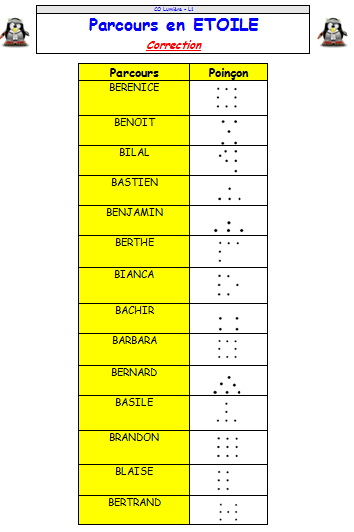 CO Lumière - L1
Parcours en ETOILE
Correction
Parcours Poinçon
BERENICE
BENOIT
BILAL
BASTIEN
BENJAMIN
BERTHE
BIANCA
BACHIR
BARBARA
BERNARD
BASILE
BRANDON
BLAISE
BERTRAND